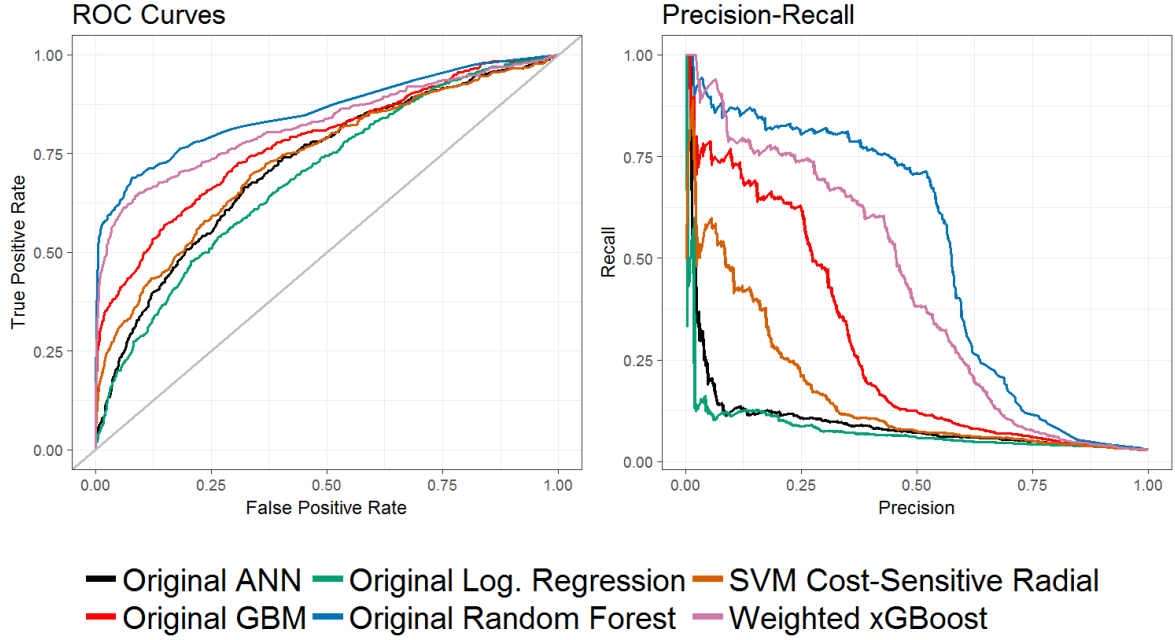 ROC Curves
Precision-Recall
1.00
0.75
0.50
0.25
0.00
True Positive Rate
0.00 0.25 0.50 0.75 1.00
False Positive Rate
1.00
0.75
0.50
0.25
0.00
Recall
0.00 0.25 0.50 0.75 1.00
Precision
Original ANN Original Log. Regression SVM Cost-Sensitive Radial
Original GBM Original Random Forest Weighted xGBoost